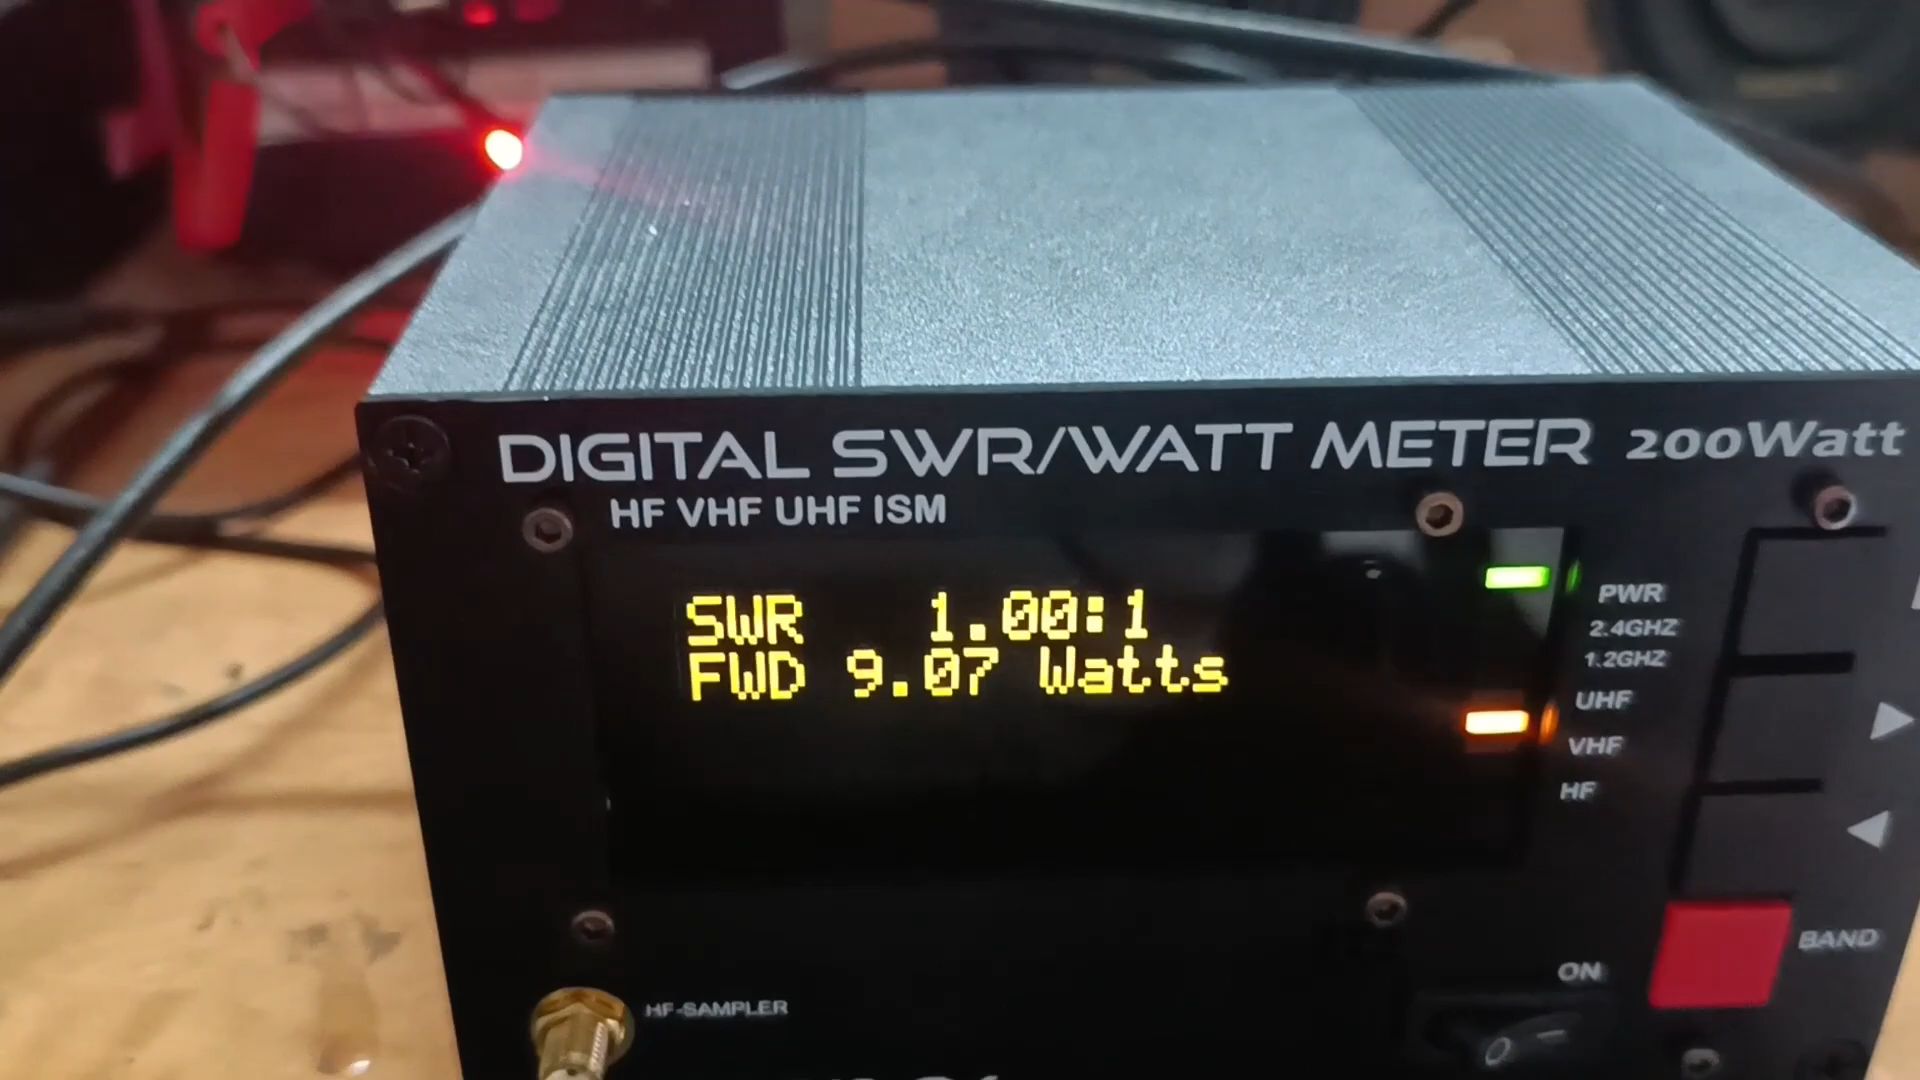 DIGITAL SWR/WATT METER 200Watt
HF VHF UHF ISM
SWR 1.00:1
FWD 9.07 Watts
PWR
2.4GHZ
1.2GHZ
UHF
VHF
HF
BAND
ON
HF-SAMPLER